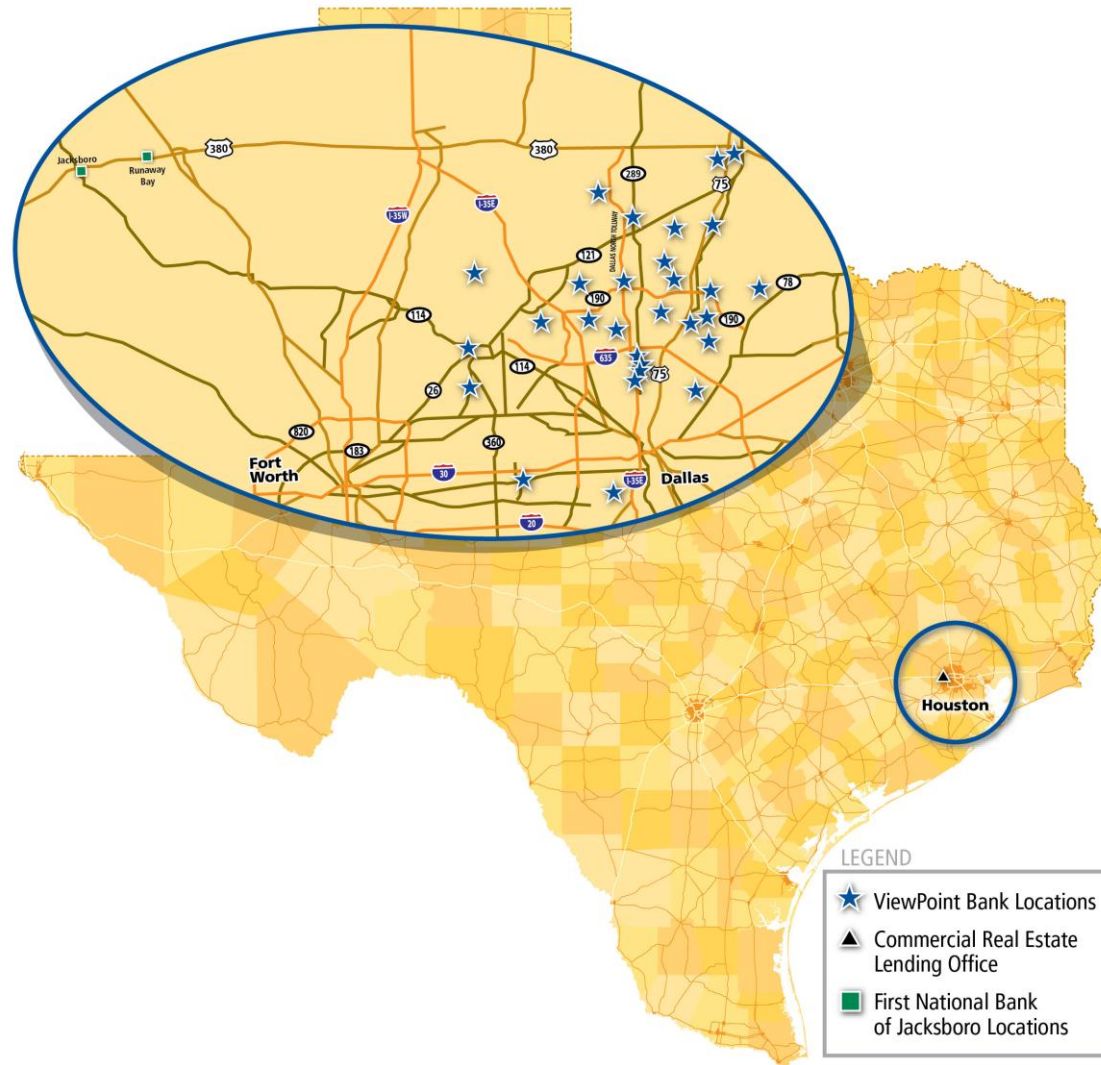 380
380
Jacksboro
Runaway
Bay
289
75
I-35W
I-35E
DALLAS NORTH TOLLWAY
121
78
190
114
190
635
114
75
26
820
183
360
Fort
Worth
30
I-35E
Dallas
20
Houston
LEGEND
ViewPoint Bank Locations
Commercial Real Estate
Lending Office
First National Bank
of Jacksboro Locations